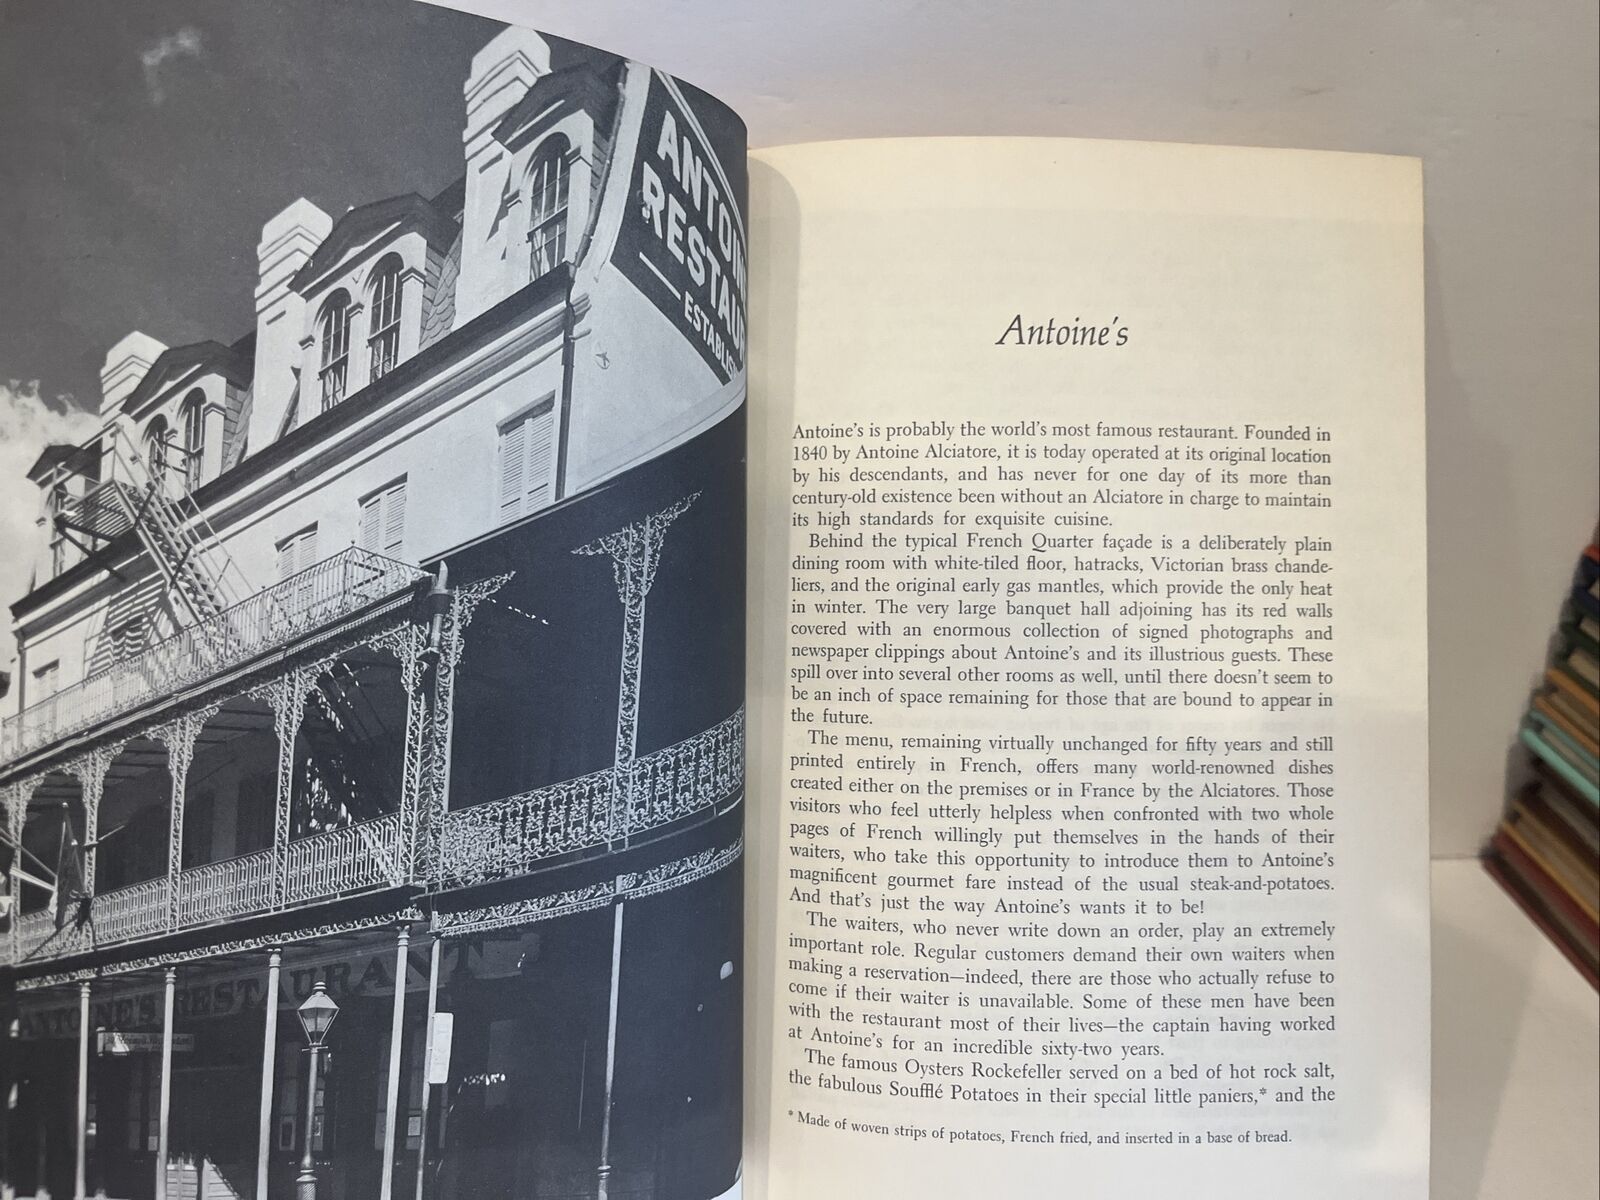 ANTOIN
RESTAUR
ESTABLIS
ANTOINE'S RESTAURANT
Antoine's
Antoine's is probably the world's most famous restaurant. Founded in
1840 by Antoine Alciatore, it is today operated at its original location
by his descendants, and has never for one day of its more than
century-old existence been without an Alciatore in charge to maintain
its high standards for exquisite cuisine.
Behind the typical French Quarter façade is a deliberately plain
dining room with white-tiled floor, hatracks, Victorian brass chande-
liers, and the original early gas mantles, which provide the only heat
in winter. The very large banquet hall adjoining has its red walls
covered with an enormous collection of signed photographs and
newspaper clippings about Antoine's and its illustrious guests. These
spill over into several other rooms as well, until there doesn't seem to
be an inch of space remaining for those that are bound to appear in
the future.
The menu, remaining virtually unchanged for fifty years and still
printed entirely in French, offers many world-renowned dishes
created either on the premises or in France by the Alciatores. Those
visitors who feel utterly helpless when confronted with two whole
pages of French willingly put themselves in the hands of their
waiters, who take this opportunity to introduce them to Antoine's
magnificent gourmet fare instead of the usual steak-and-potatoes.
And that's just the way Antoine's wants it to be!
The waiters, who never write down an order, play an extremely
important role. Regular customers demand their own waiters when
making a reservation—indeed, there are those who actually refuse to
come if their waiter is unavailable. Some of these men have been
with the restaurant most of their lives—the captain having worked
at Antoine's for an incredible sixty-two years.
The famous Oysters Rockefeller served on a bed of hot rock salt,
the fabulous Soufflé Potatoes in their special little paniers,* and the
* Made of woven strips of potatoes, French fried, and inserted in a base of bread.